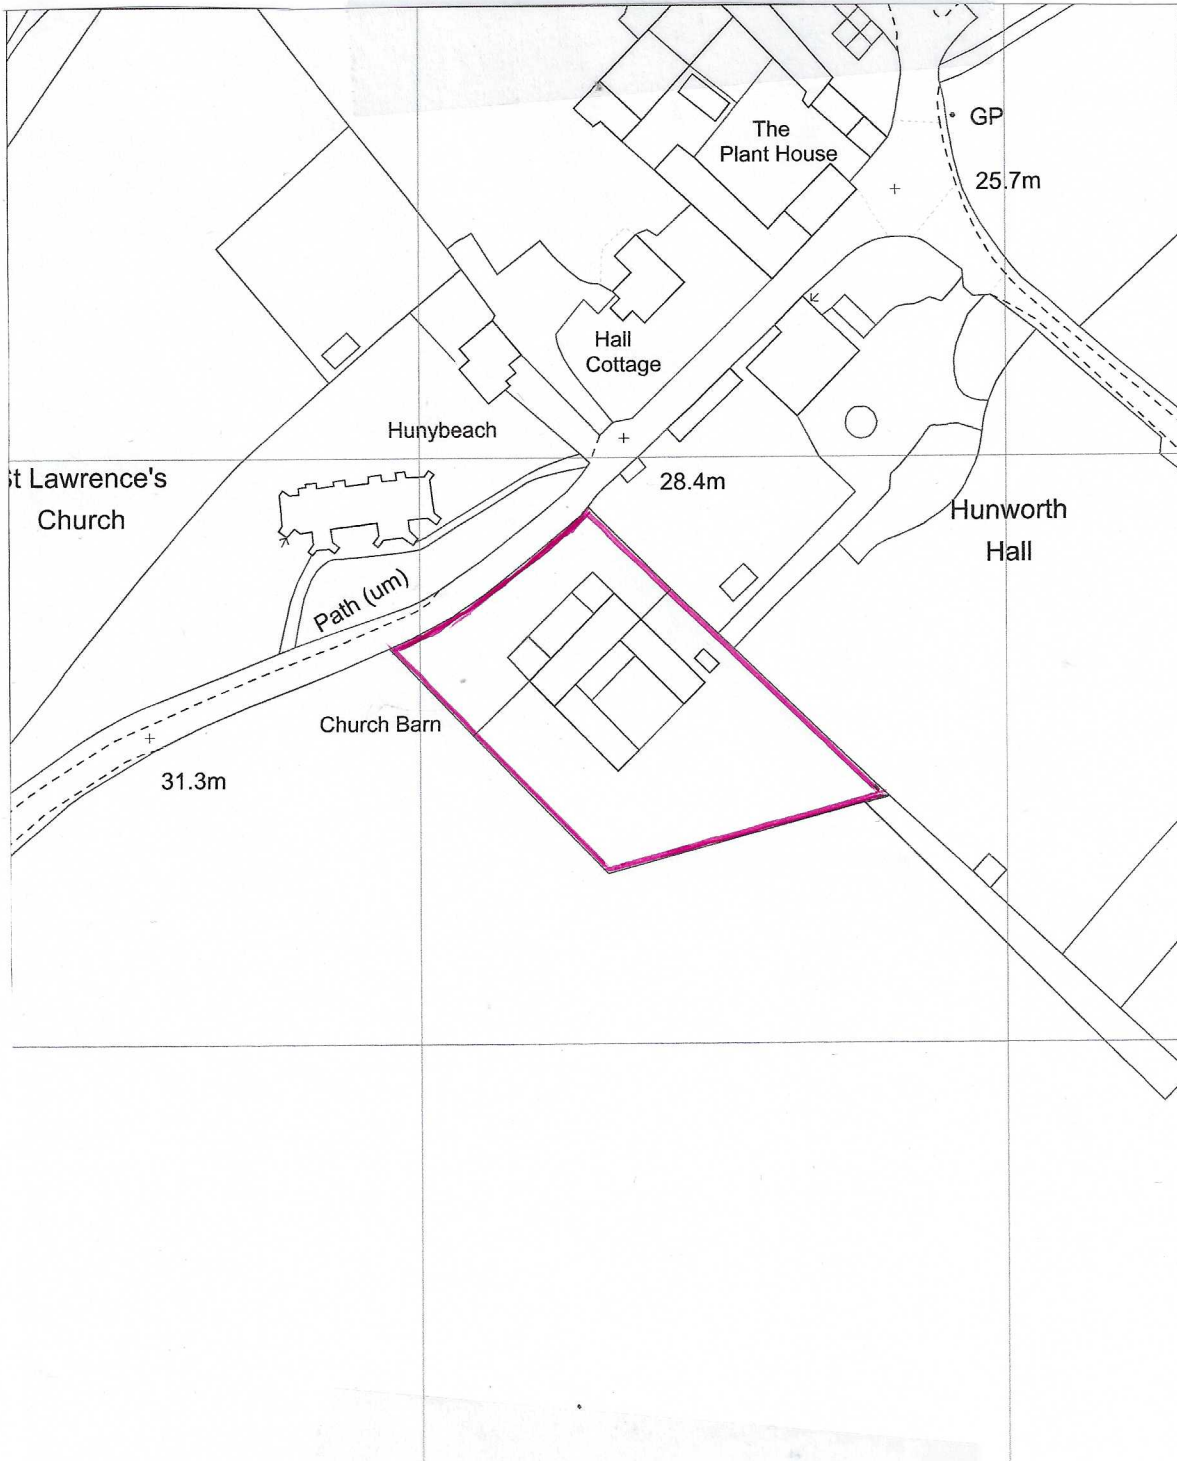 The
Plant House
GP
25.7m
Hall
Cottage
Hunybeach
28.4m
St Lawrence's
Church
Hunworth
Hall
Path (um)
Church Barn
31.3m